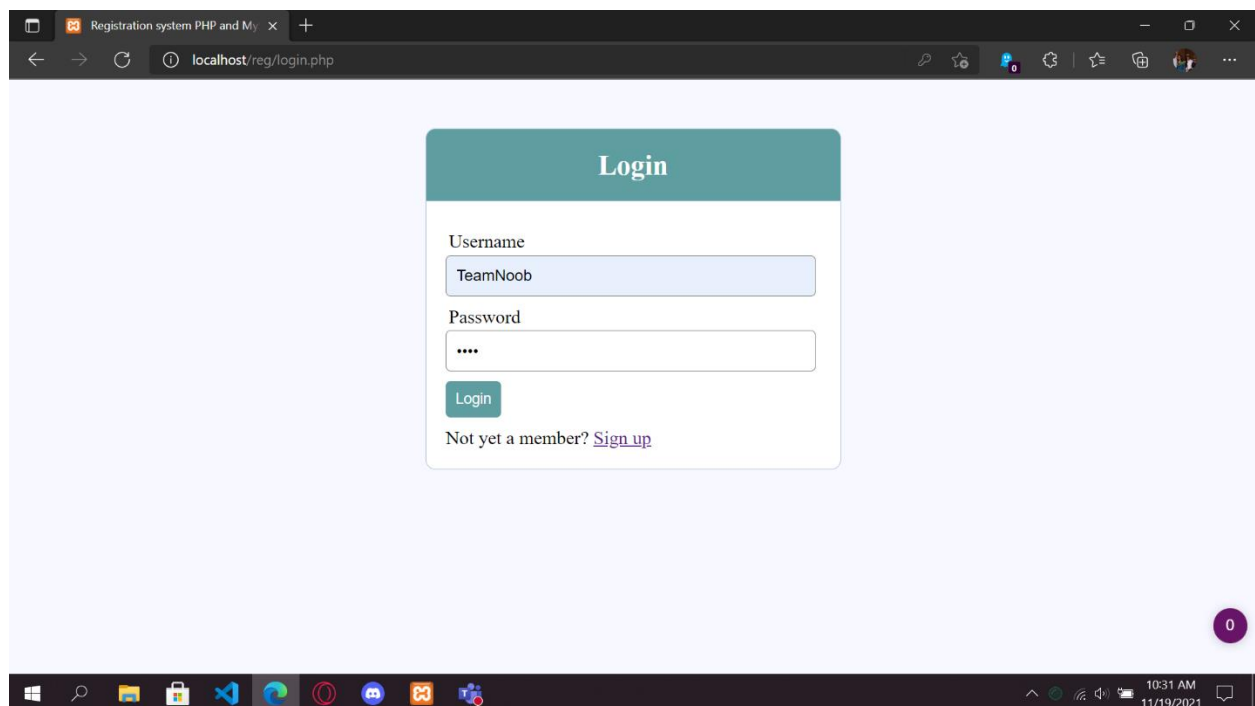 Registration system PHP and My
localhost/reg/login.php
0
Login
Username
TeamNoob
Password
••••
Login
Not yet a member? Sign up
0
10:31 AM
11/19/2021